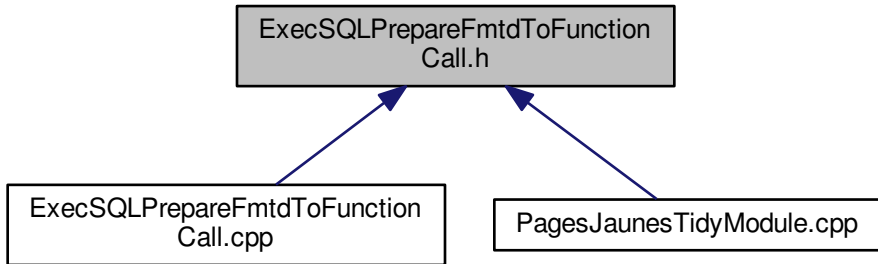 ExecSQLPrepareFmtdToFunction
Call.h
ExecSQLPrepareFmtdToFunction
Call.cpp
PagesJaunesTidyModule.cpp